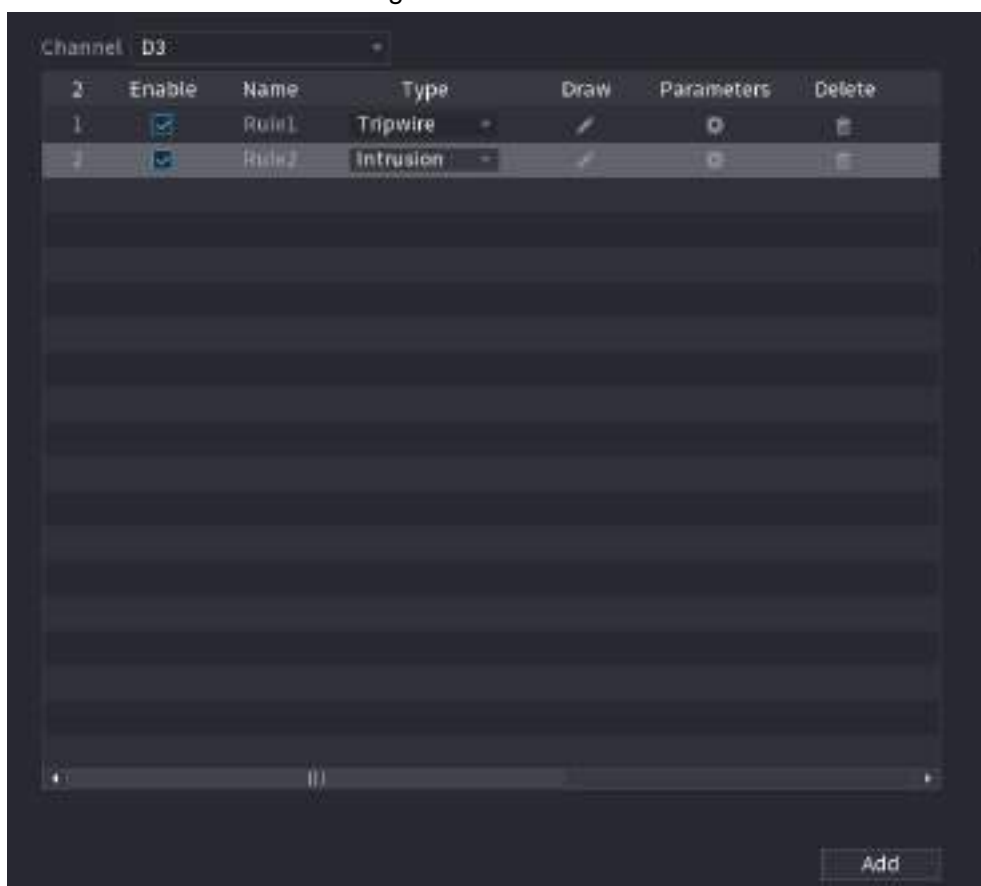 Channel D3
2 Enable Name Type Draw Parameters Delete
1 Rule1 Tripwire
2 Rule2 Intrusion
Add